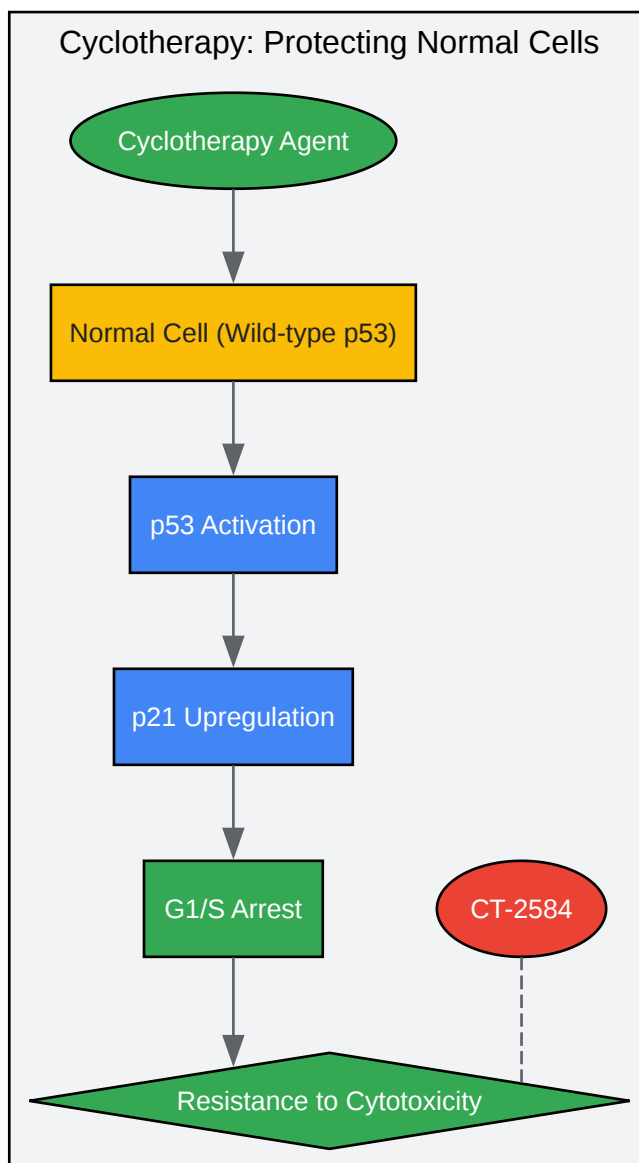 Cyclotherapy: Protecting Normal Cells
Cyclotherapy Agent
Normal Cell (Wild-type p53)
p53 Activation
p21 Upregulation
G1/S Arrest
CT-2584
Resistance to Cytotoxicity